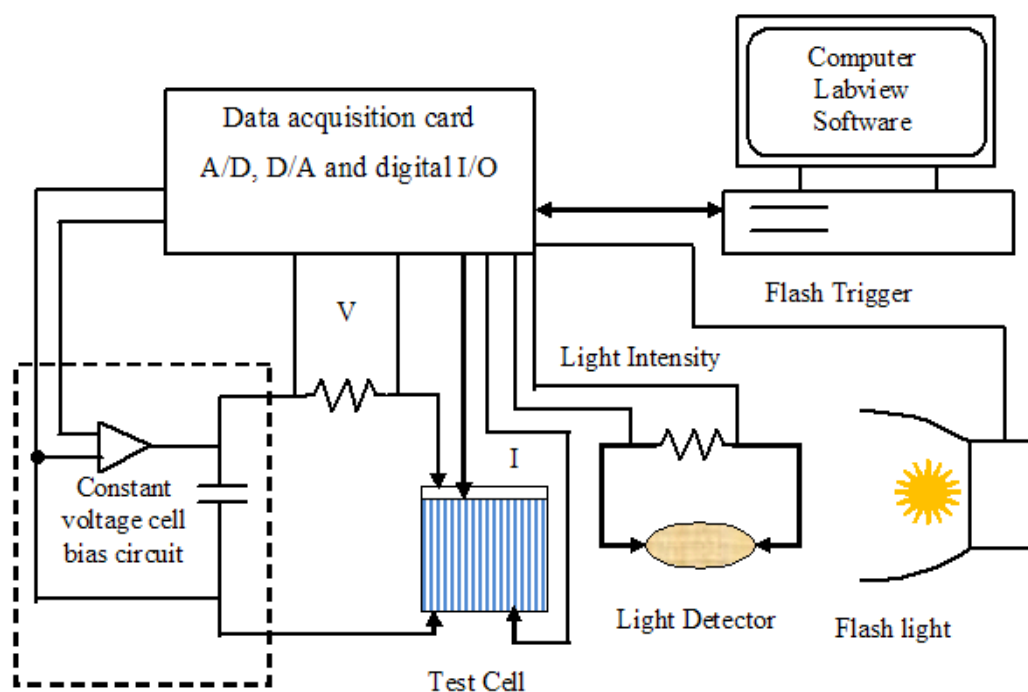 Computer
Labview
Software
Data acquisition card
A/D, D/A and digital I/O
Flash Trigger
V
Light Intensity
I
Constant
voltage cell
bias circuit
Light Detector
Flash light
Test Cell